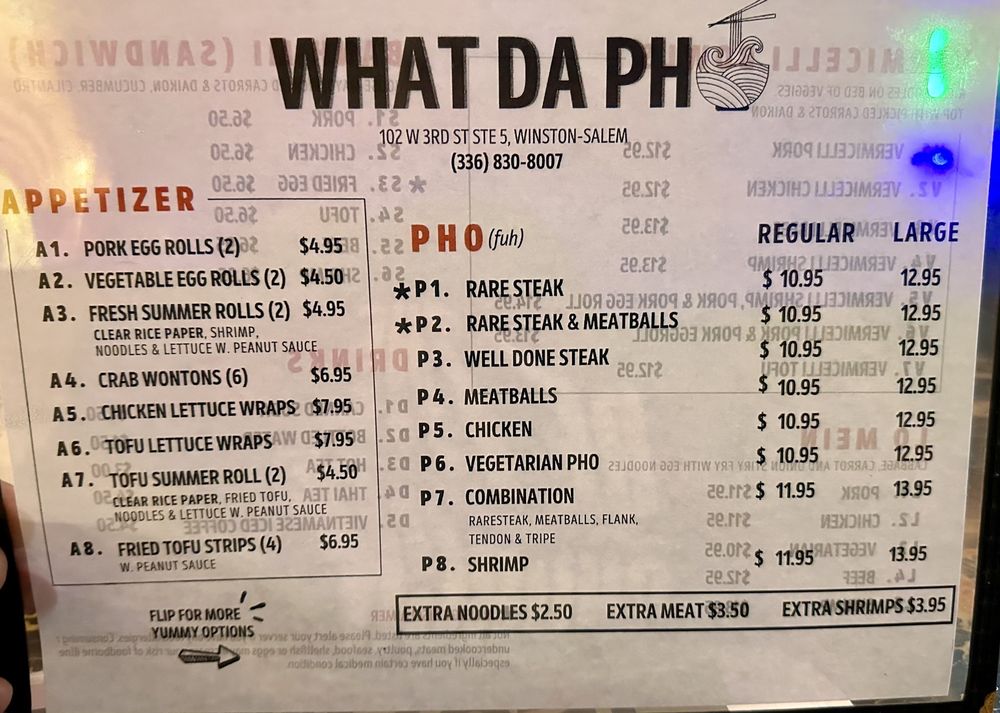 WHAT DA PH
102 W 3RD ST STE 5, WINSTON-SALEM
(336) 830-8007
APPETIZER
A1. PORK EGG ROLLS (2) $4.95
A2. VEGETABLE EGG ROLLS (2) $4.50
A3. FRESH SUMMER ROLLS (2) $4.95
CLEAR RICE PAPER, SHRIMP,
NOODLES & LETTUCE W. PEANUT SAUCE
A4. CRAB WONTONS (6) $6.95
A5. CHICKEN LETTUCE WRAPS $7.95
A6. TOFU LETTUCE WRAPS $7.95
A7. TOFU SUMMER ROLL (2) $4.50
CLEAR RICE PAPER, FRIED TOFU,
NOODLES & LETTUCE W. PEANUT SAUCE
A8. FRIED TOFU STRIPS (4) $6.95
W. PEANUT SAUCE
FLIP FOR MORE
YUMMY OPTIONS
PHO (fuh) REGULAR LARGE
*P1. RARE STEAK $ 10.95 12.95
*P2. RARE STEAK & MEATBALLS $ 10.95 12.95
P3. WELL DONE STEAK $ 10.95 12.95
P4. MEATBALLS $ 10.95 12.95
P5. CHICKEN $ 10.95 12.95
P6. VEGETARIAN PHO $ 10.95 12.95
P7. COMBINATION $ 11.95 13.95
RARESTEAK, MEATBALLS, FLANK,
TENDON & TRIPE
P8. SHRIMP $ 11.95 13.95
EXTRA NOODLES $2.50 EXTRA MEAT $3.50 EXTRA SHRIMPS $3.95